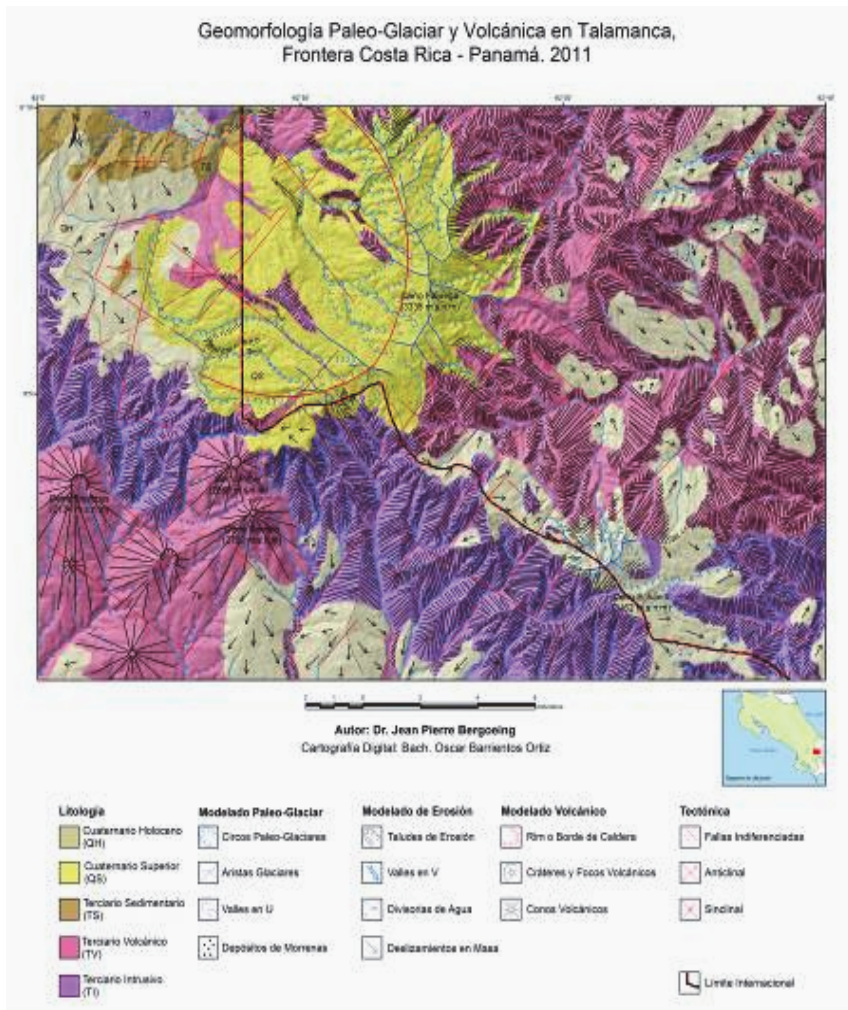 Geomorfología Paleo-Glaciar y Volcánica en Talamanca,
Frontera Costa Rica - Panamá. 2011
N
TS
QH
QS
Autor: Dr. Jean Pierre Bergoeing
Cartografía Digital: Bach. Oscar Barrientos Ortiz
Litología
Cuaternario Holoceno
(QH)
Cuaternario Superior
(QS)
Terciario Sedimentario
(TS)
Terciario Volcánico
(TV)
Terciario Intrusivo
(TI)
Modelado Paleo-Glaciar
Circos Paleo-Glaciares
Aristas Glaciares
Valles en U
Depósitos de Morrenas
Modelado de Erosión
Taludes de Erosión
Valles en V
Divisorias de Agua
Deslizamientos en Masa
Modelado Volcánico
Rim o Borde de Caldera
Cráteres y Focos Volcánicos
Conos Volcánicos
Tectónica
Fallas Indiferenciadas
Anticlinal
Sinclinal
Límite Internacional